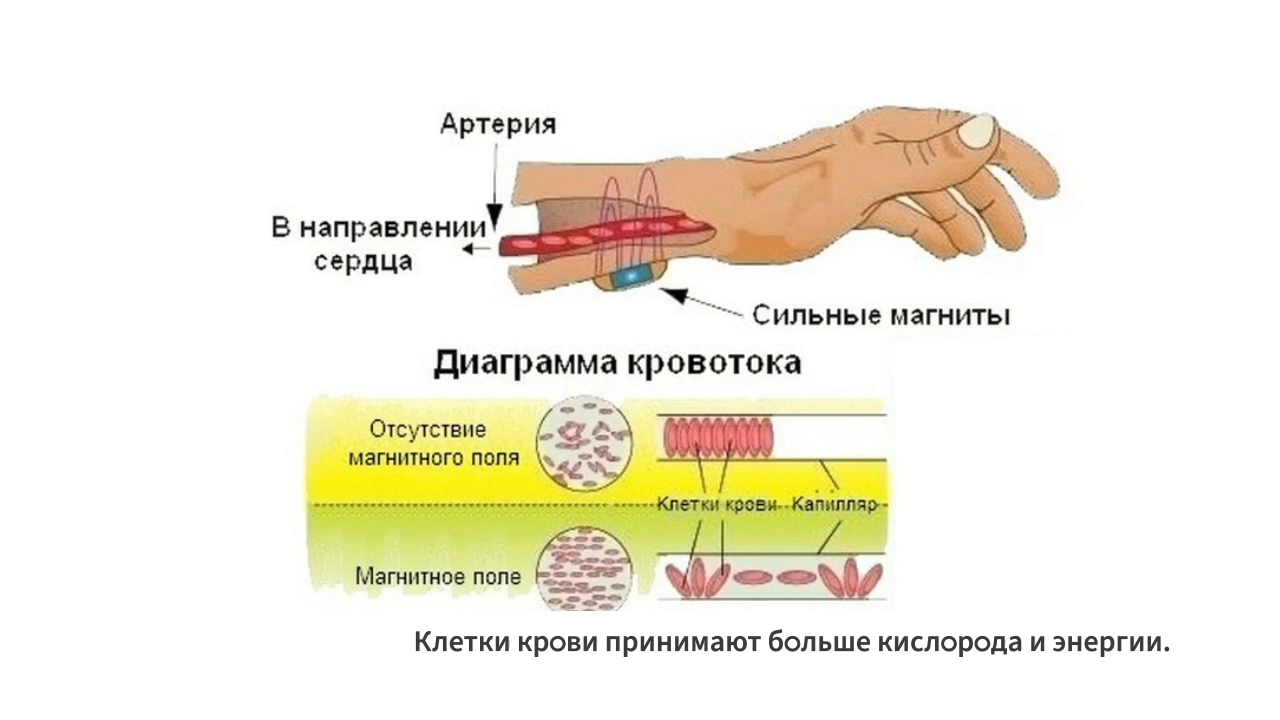 Артерия
В направлении
сердца
Сильные магниты
Диаграмма кровотока
Отсутствие
магнитного поля
Клетки крови Капилляр
Магнитное поле
Клетки крови принимают больше кислорода и энергии.